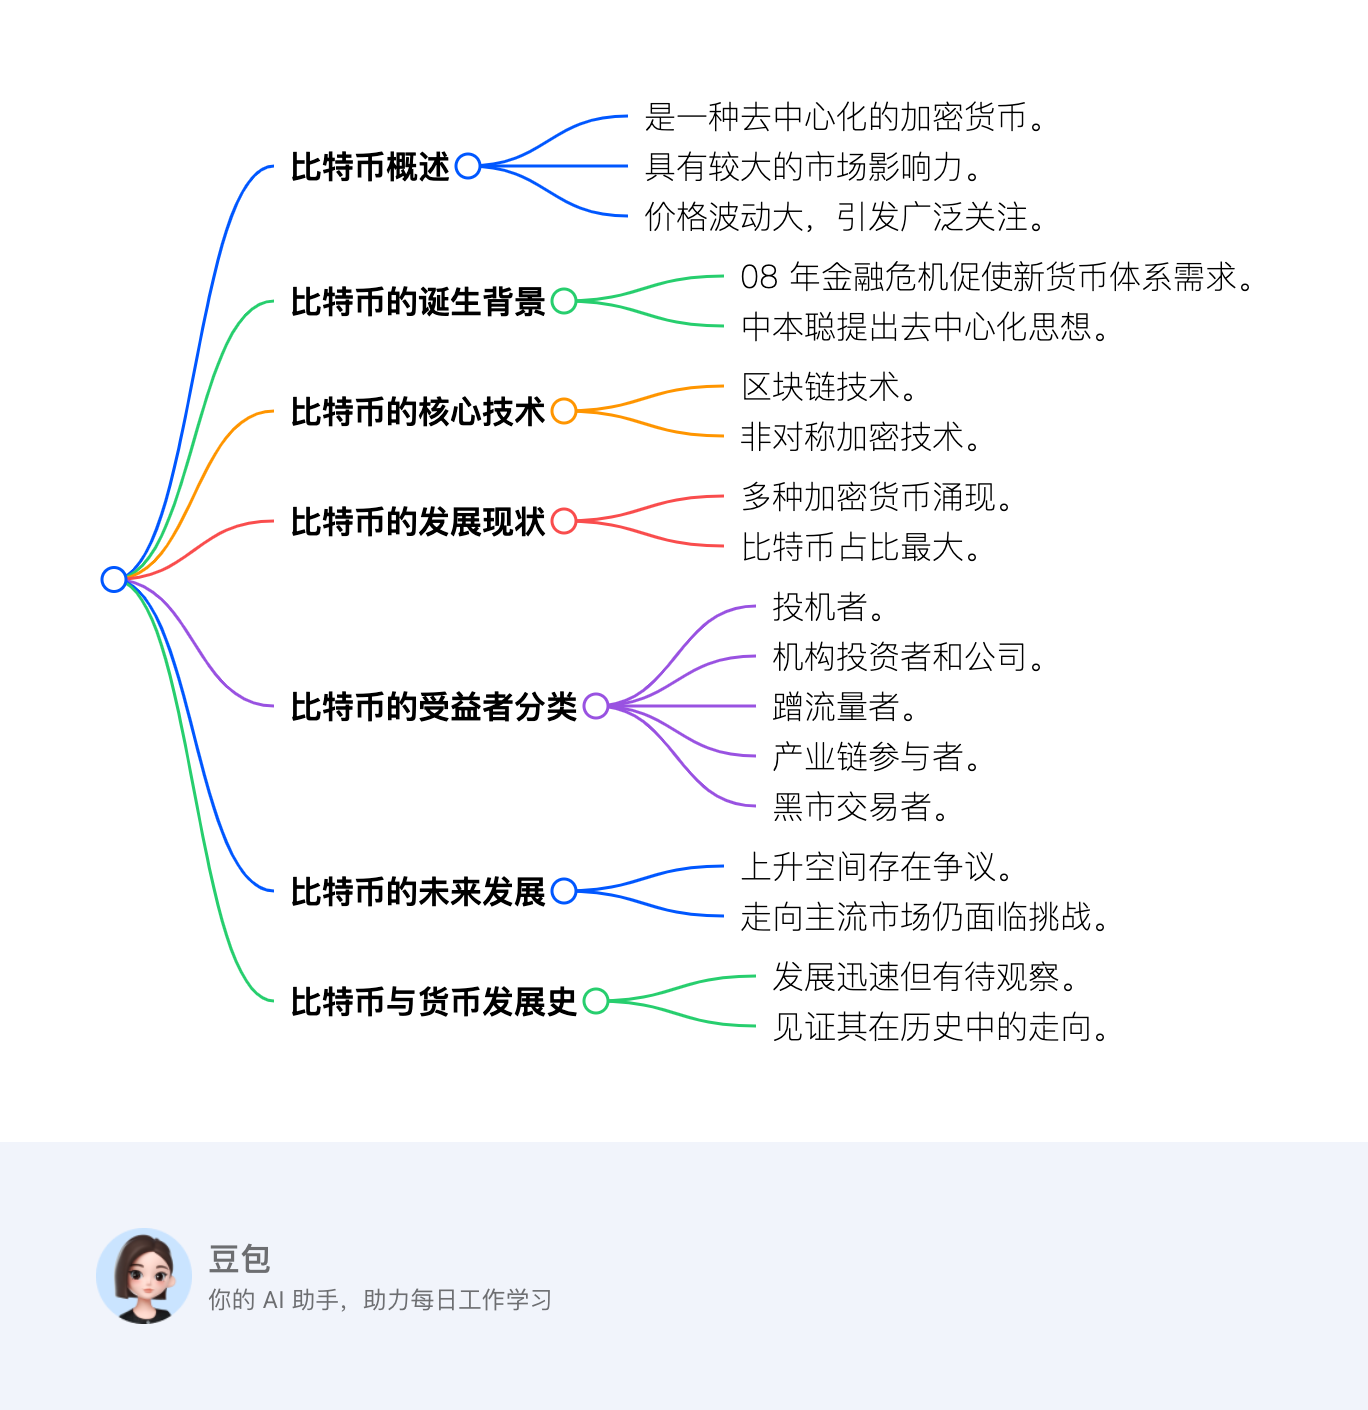 比特币概述
是一种去中心化的加密货币。
具有较大的市场影响力。
价格波动大，引发广泛关注。
比特币的诞生背景
08 年金融危机促使新货币体系需求。
中本聪提出去中心化思想。
比特币的核心技术
区块链技术。
非对称加密技术。
比特币的发展现状
多种加密货币涌现。
比特币占比最大。
比特币的受益者分类
投机者。
机构投资者和公司。
蹭流量者。
产业链参与者。
黑市交易者。
比特币的未来发展
上升空间存在争议。
走向主流市场仍面临挑战。
比特币与货币发展史
发展迅速但有待观察。
见证其在历史中的走向。
豆包
你的 AI 助手，助力每日工作学习